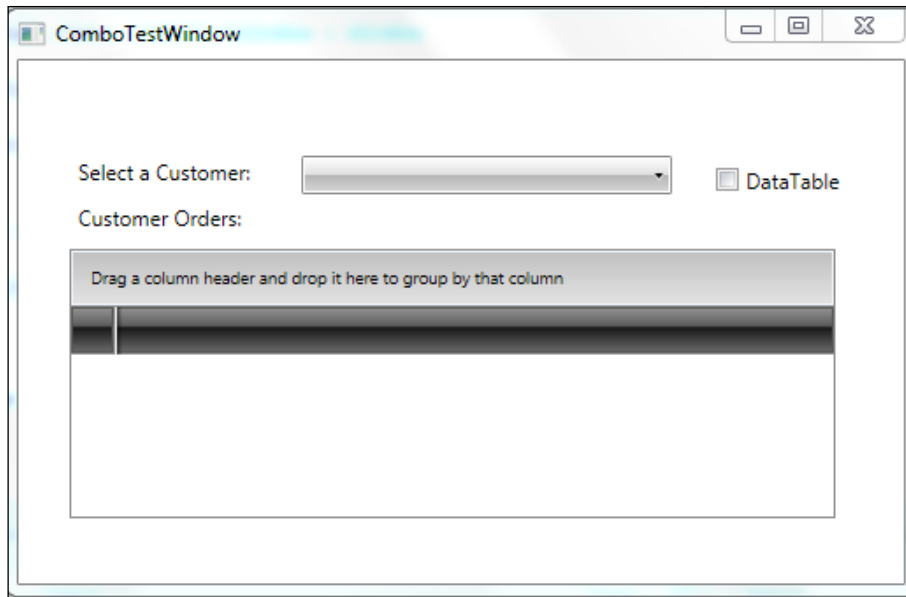 ComboTestWindow
Select a Customer:
DataTable
Customer Orders:
Drag a column header and drop it here to group by that column